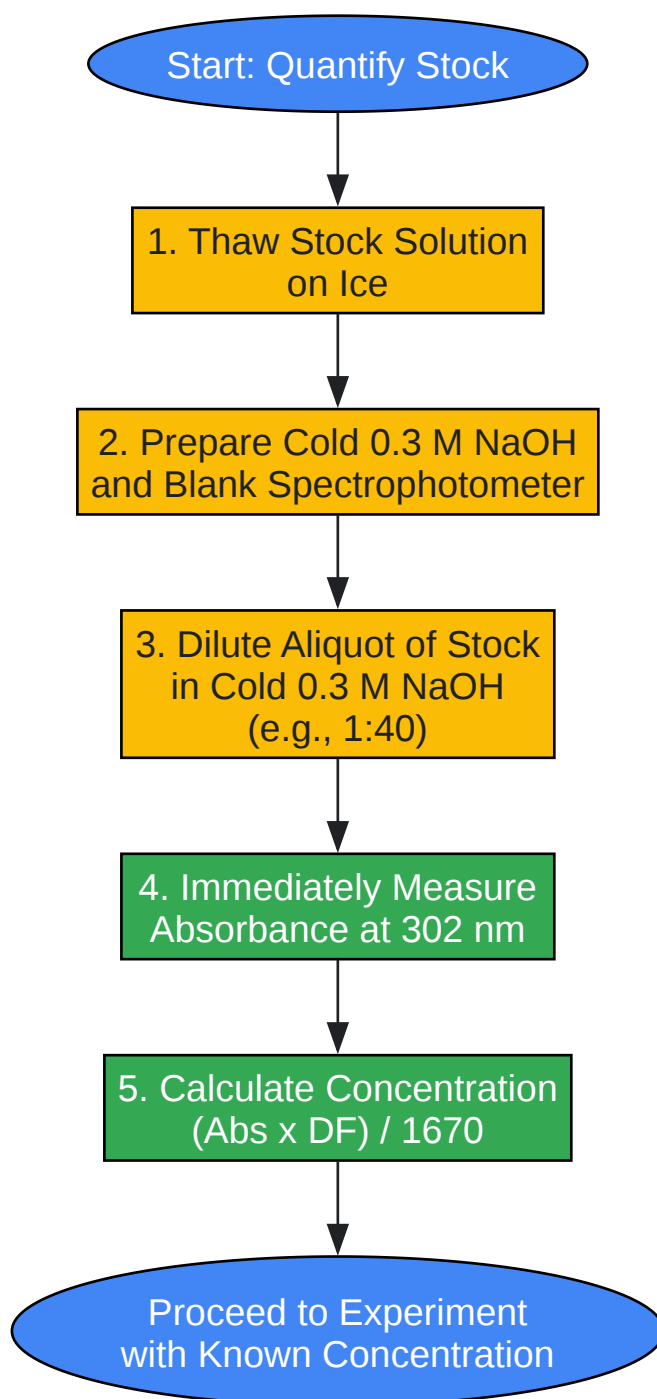 Start: Quantify Stock
1. Thaw Stock Solution
on Ice
2. Prepare Cold 0.3 M NaOH
and Blank Spectrophotometer
3. Dilute Aliquot of Stock
in Cold 0.3 M NaOH
(e.g., 1:40)
4. Immediately Measure
Absorbance at 302 nm
5. Calculate Concentration
(Abs x DF) / 1670
Proceed to Experiment
with Known Concentration